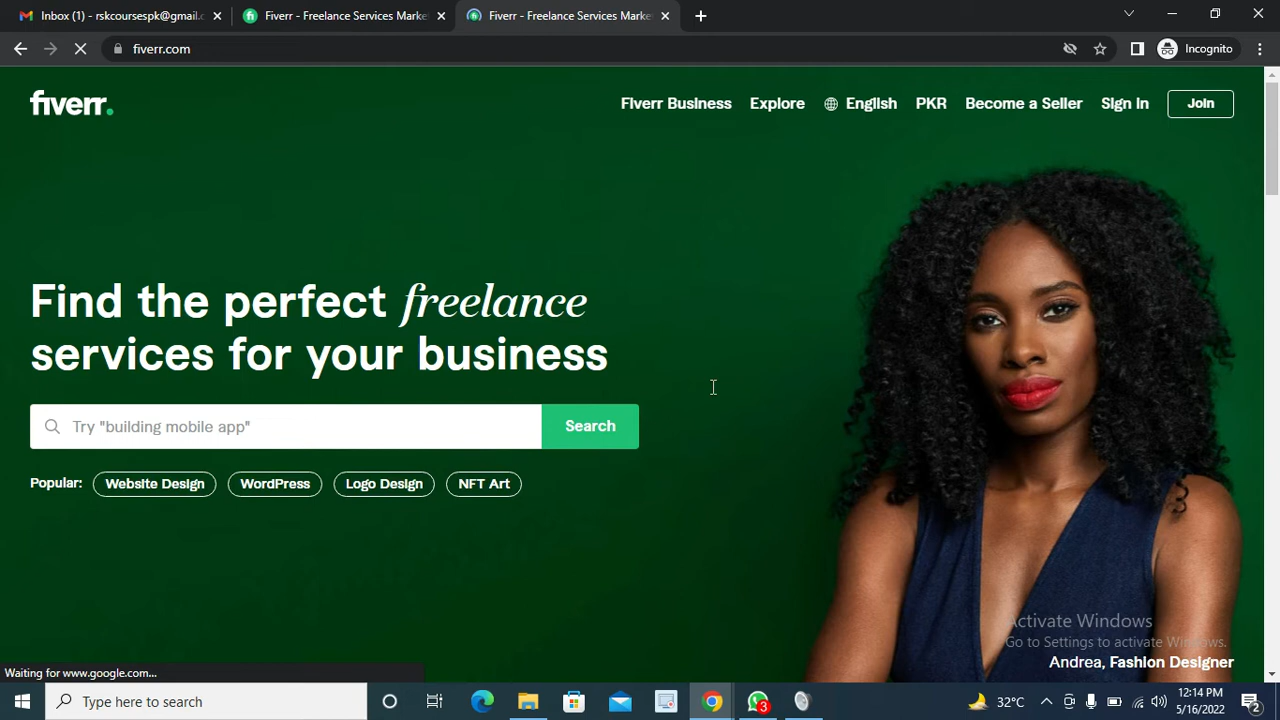 Inbox (1) - rskcoursespk@gmail.c
Fiverr - Freelance Services Marke
Fiverr - Freelance Services Marke
fiverr.com
Incognito
fiverr.
Fiverr Business
Explore
English
PKR
Become a Seller
Sign in
Join
Find the perfect freelance
services for your business
Try "building mobile app"
Search
Popular:
Website Design
WordPress
Logo Design
NFT Art
Activate Windows
Go to Settings to activate Windows.
Andrea, Fashion Designer
Waiting for www.google.com...
Type here to search
3
32°C
12:14 PM
5/16/2022
2